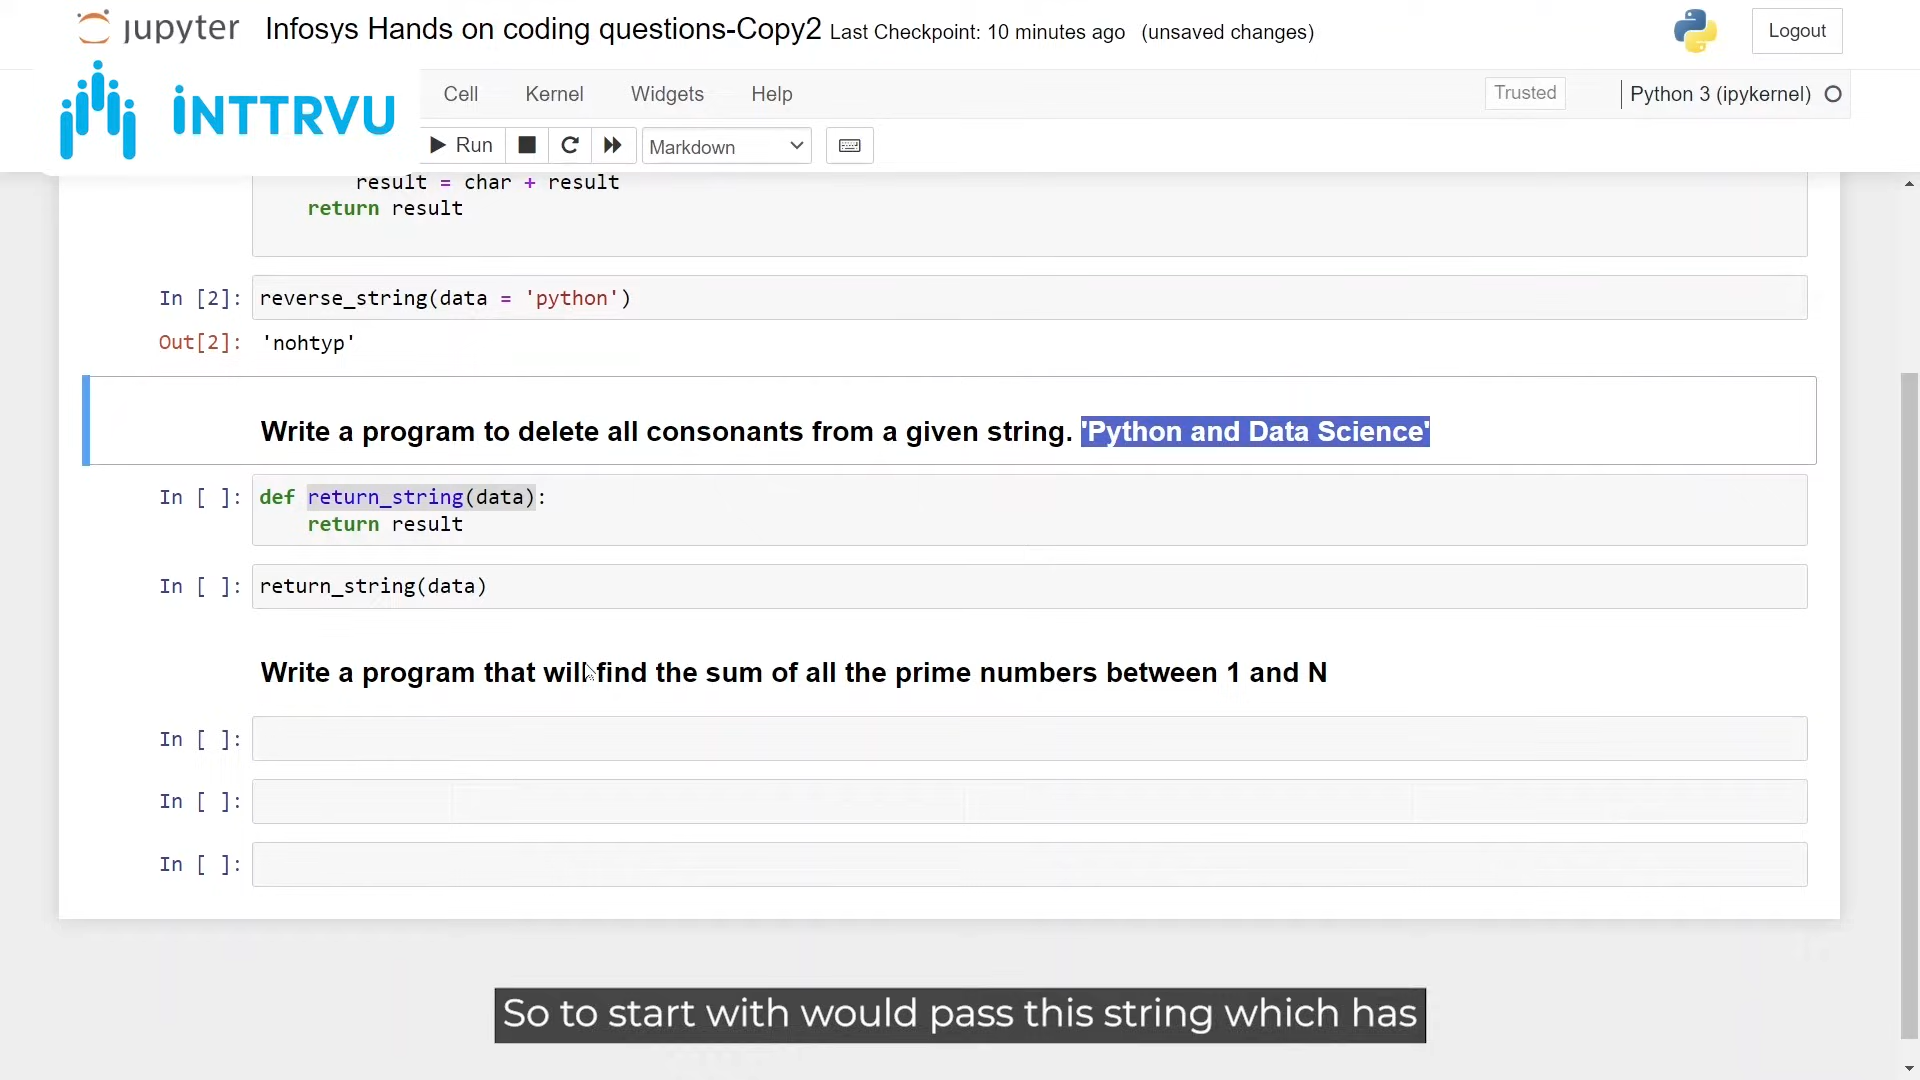 jupyter Infosys Hands on coding questions-Copy2 Last Checkpoint: 10 minutes ago (unsaved changes) Logout
iNTTRVU
Cell Kernel Widgets Help Trusted Python 3 (ipykernel)
Run Markdown
result = char + result
return result
In [2]: reverse_string(data = 'python')
Out[2]: 'nohtyp'
Write a program to delete all consonants from a given string. 'Python and Data Science'
In [ ]: def return_string(data):
return result
In [ ]: return_string(data)
Write a program that will find the sum of all the prime numbers between 1 and N
In [ ]:
In [ ]:
In [ ]:
So to start with would pass this string which has